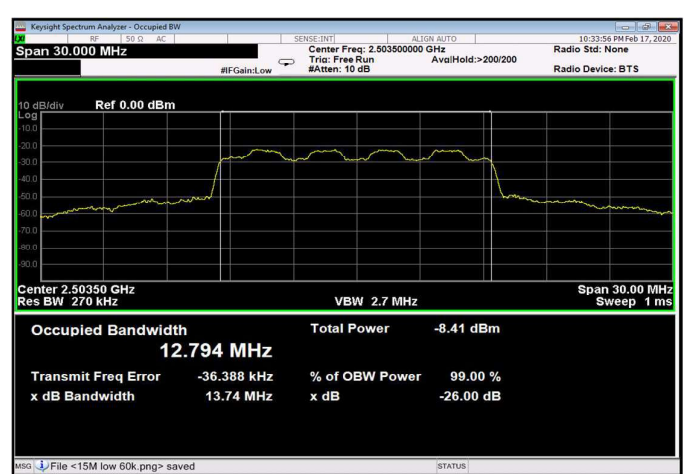 Keysight Spectrum Analyzer - Occupied BW
LXI RF 50 Ω AC SENSE:INT ALIGN AUTO 10:33:56 PM Feb 17, 2020
Span 30.000 MHz Center Freq: 2.503500000 GHz Radio Std: None
Trig: Free Run Avg|Hold:>200/200
#IFGain:Low #Atten: 10 dB Radio Device: BTS
10 dB/div Ref 0.00 dBm
Log
-10.0
-20.0
-30.0
-40.0
-50.0
-60.0
-70.0
-80.0
-90.0
Center 2.50350 GHz Span 30.00 MHz
Res BW 270 kHz VBW 2.7 MHz Sweep 1 ms
Occupied Bandwidth Total Power -8.41 dBm
12.794 MHz
Transmit Freq Error -36.388 kHz % of OBW Power 99.00 %
x dB Bandwidth 13.74 MHz x dB -26.00 dB
MSG File <15M low 60k.png> saved STATUS